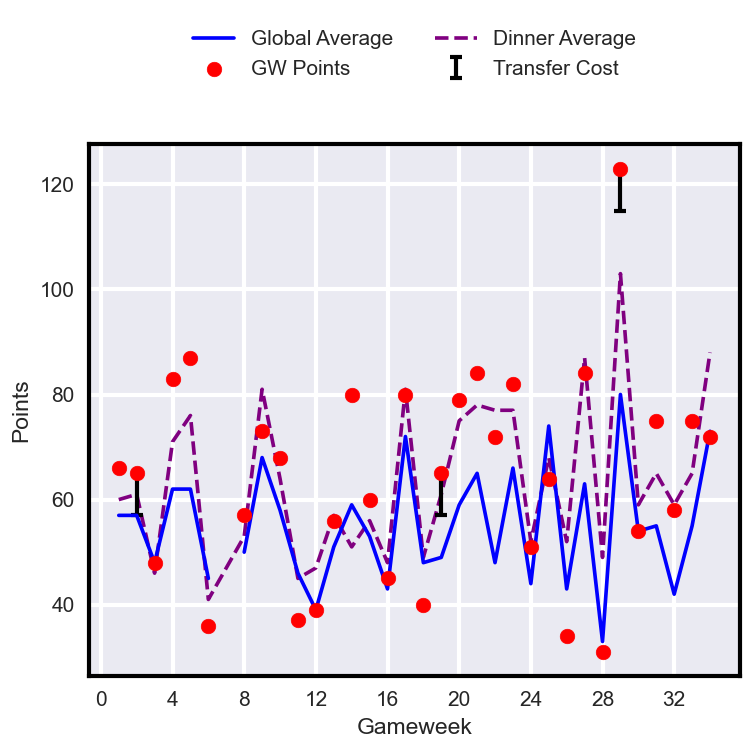 Global Average
Dinner Average
GW Points
Transfer Cost
120
100
80
60
40
Points
0 4 8 12 16 20 24 28 32
Gameweek